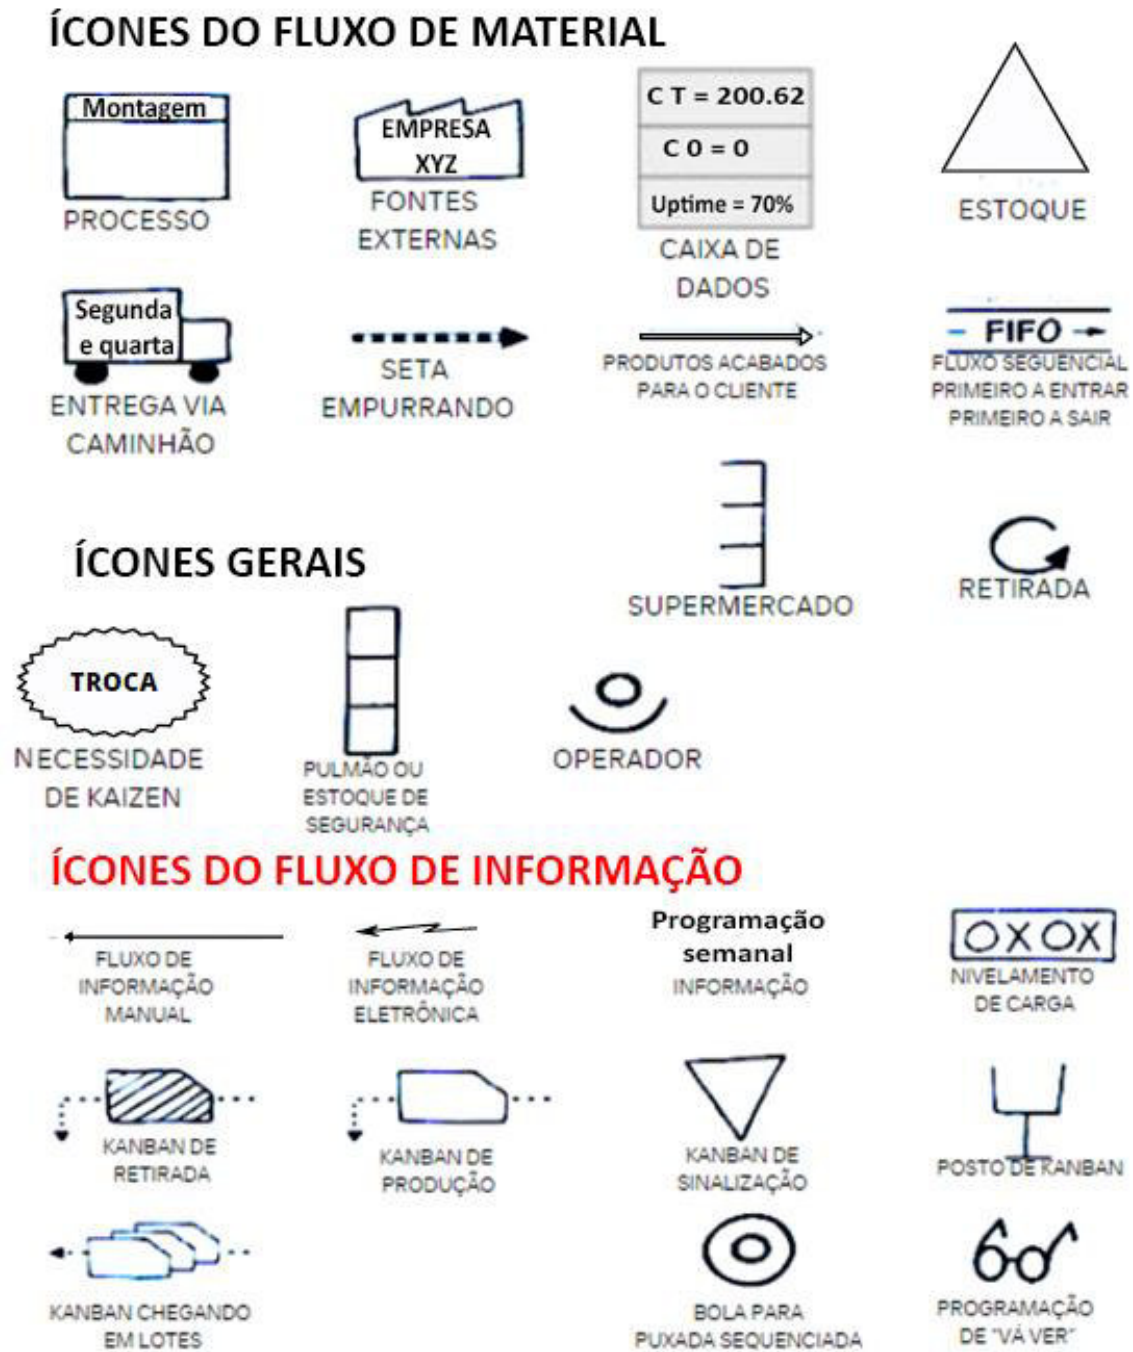 ÍCONES DO FLUXO DE MATERIAL
Montagem
PROCESSO
EMPRESA
XYZ
FONTES
EXTERNAS
C T = 200.62
C 0 = 0
Uptime = 70%
CAIXA DE
DADOS
ESTOQUE
Segunda
e quarta
ENTREGA VIA
CAMINHÃO
SETA
EMPURRANDO
PRODUTOS ACABADOS
PARA O CLIENTE
FIFO
FLUXO SEGUENCIAL
PRIMEIRO A ENTRAR
PRIMEIRO A SAIR
SUPERMERCADO
RETIRADA
ÍCONES GERAIS
TROCA
NECESSIDADE
DE KAIZEN
PULMÃO OU
ESTOQUE DE
SEGURANÇA
OPERADOR
ÍCONES DO FLUXO DE INFORMAÇÃO
FLUXO DE
INFORMAÇÃO
MANUAL
FLUXO DE
INFORMAÇÃO
ELETRÔNICA
Programação
semanal
INFORMAÇÃO
OXOX
NIVELAMENTO
DE CARGA
KANBAN DE
RETIRADA
KANBAN DE
PRODUÇÃO
KANBAN DE
SINALIZAÇÃO
POSTO DE KANBAN
KANBAN CHEGANDO
EM LOTES
BOLA PARA
PUXADA SEQUENCIADA
PROGRAMAÇÃO
DE "VÁ VER"